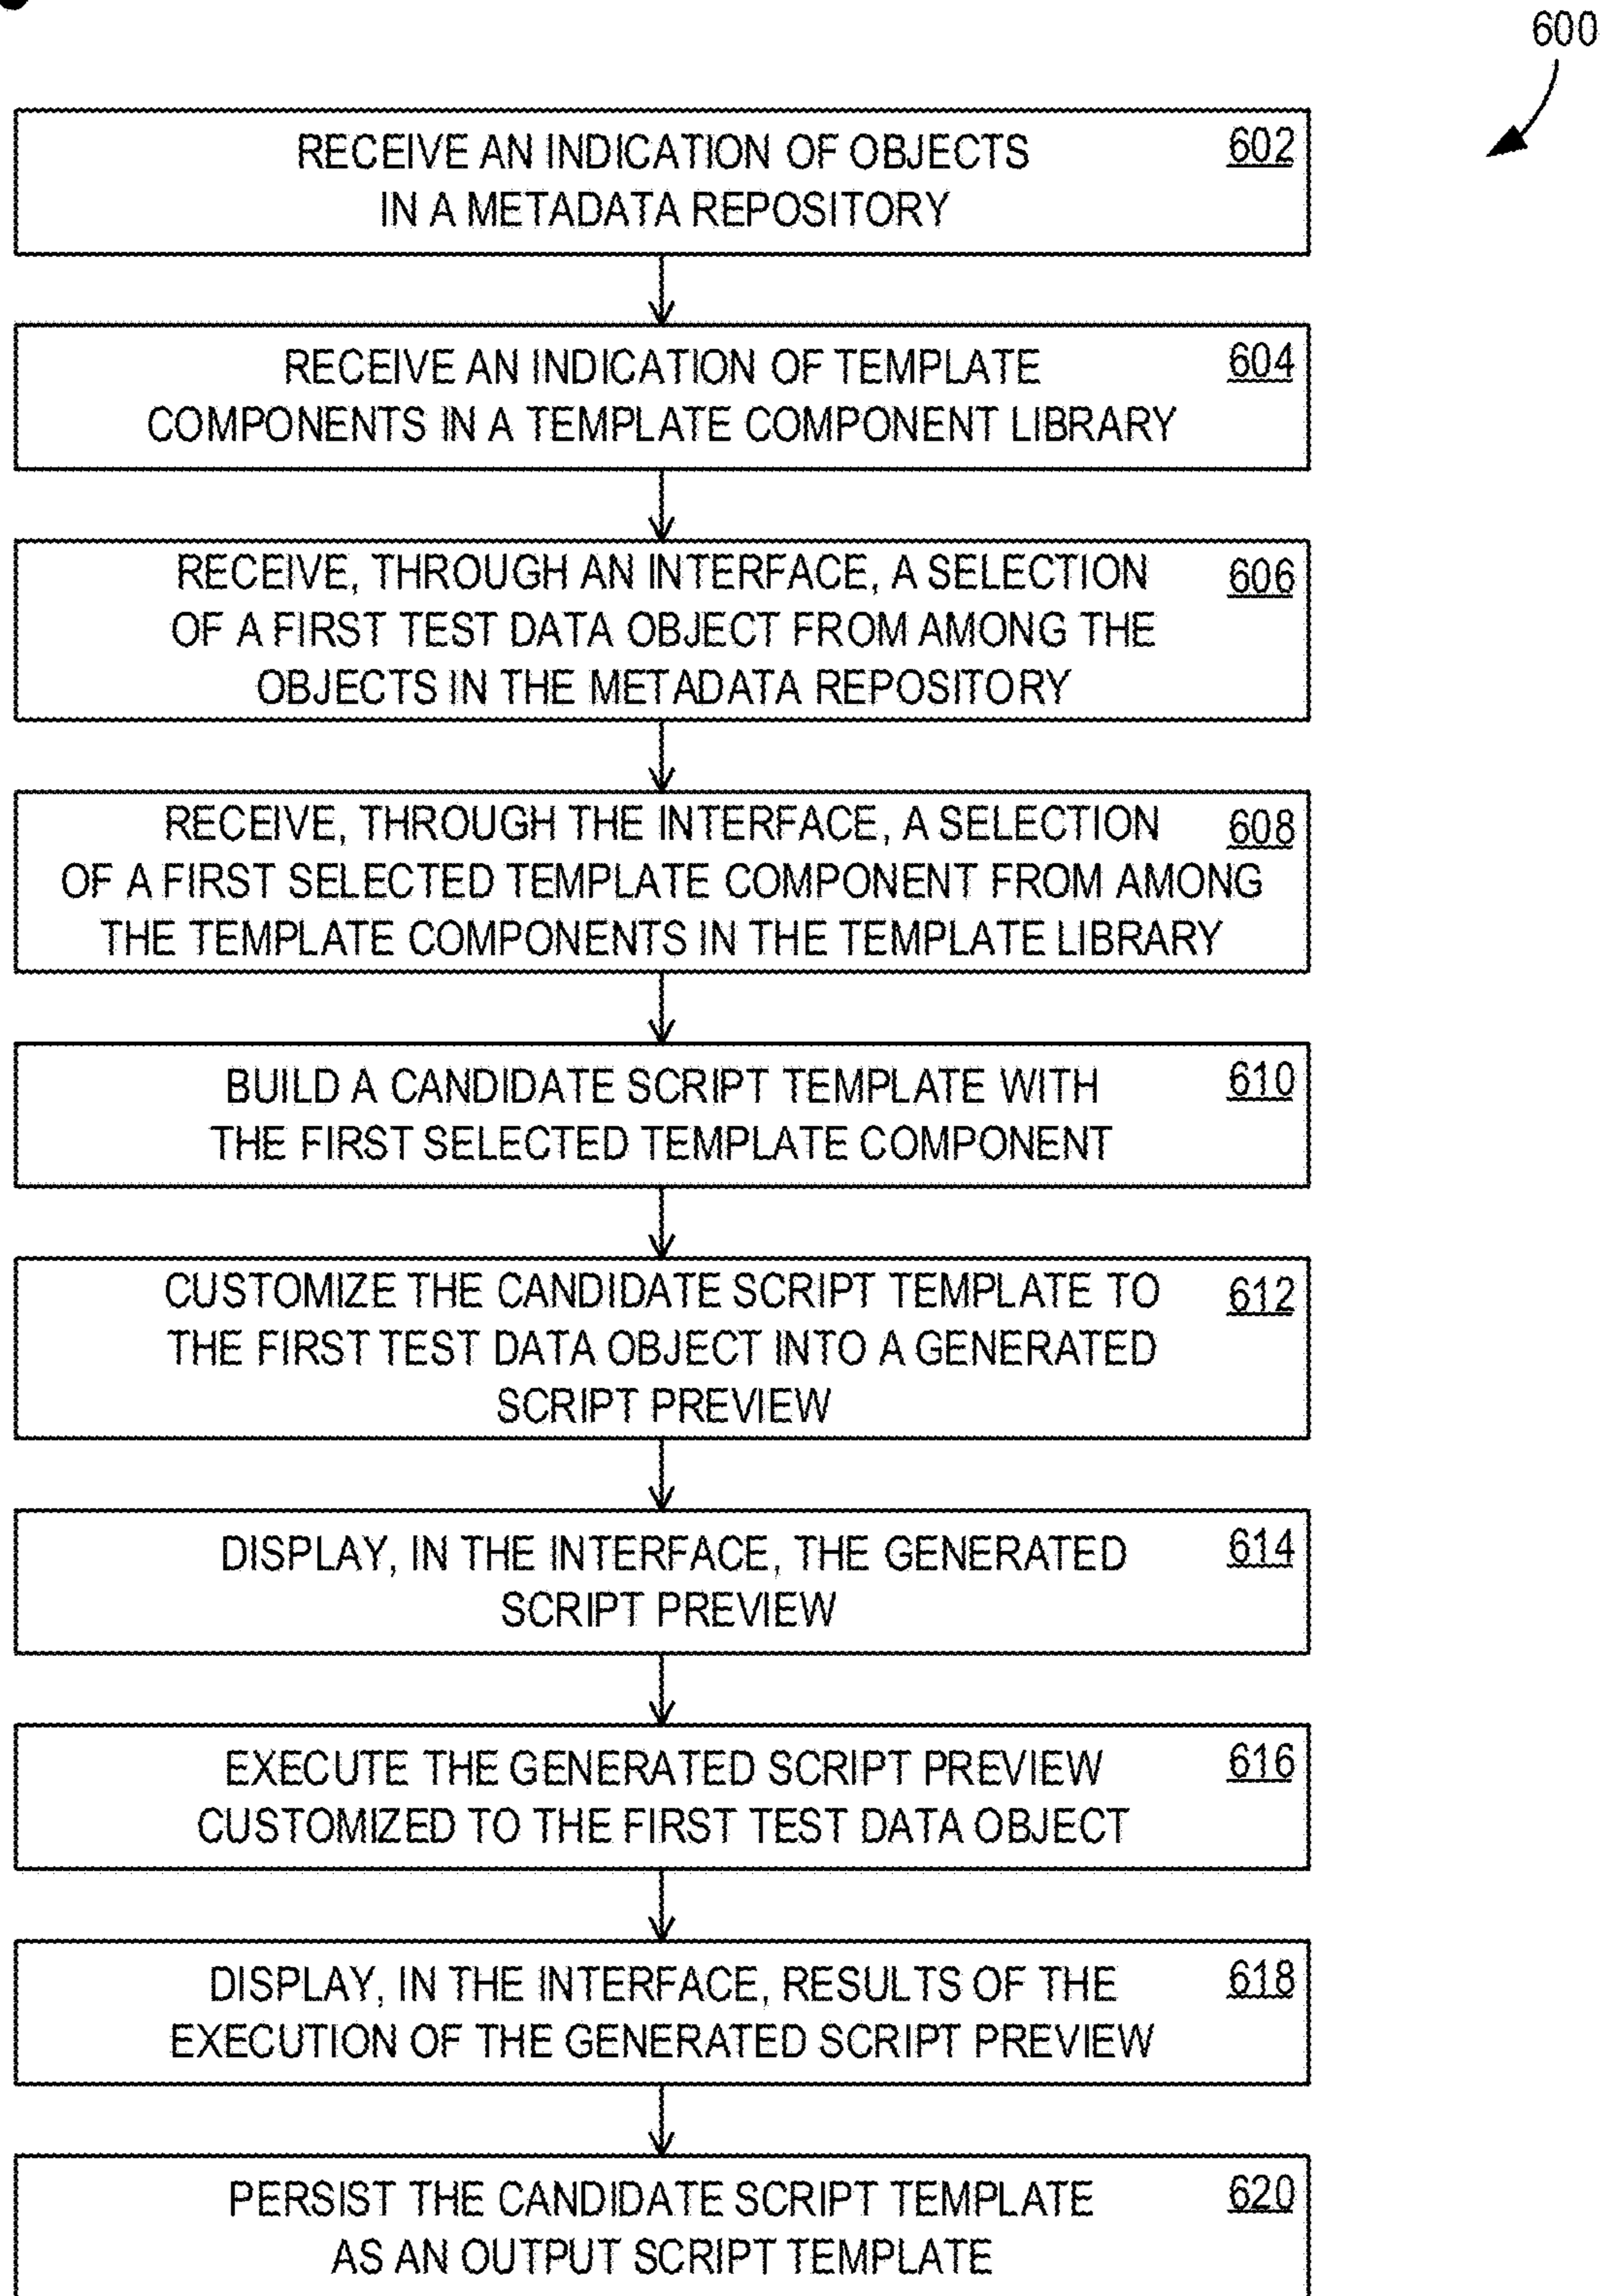 600
RECEIVE AN INDICATION OF OBJECTS 602
IN A METADATA REPOSITORY
RECEIVE AN INDICATION OF TEMPLATE 604
COMPONENTS IN A TEMPLATE COMPONENT LIBRARY
RECEIVE, THROUGH AN INTERFACE, A SELECTION 606
OF A FIRST TEST DATA OBJECT FROM AMONG THE
OBJECTS IN THE METADATA REPOSITORY
RECEIVE, THROUGH THE INTERFACE, A SELECTION 608
OF A FIRST SELECTED TEMPLATE COMPONENT FROM AMONG
THE TEMPLATE COMPONENTS IN THE TEMPLATE LIBRARY
BUILD A CANDIDATE SCRIPT TEMPLATE WITH 610
THE FIRST SELECTED TEMPLATE COMPONENT
CUSTOMIZE THE CANDIDATE SCRIPT TEMPLATE TO 612
THE FIRST TEST DATA OBJECT INTO A GENERATED
SCRIPT PREVIEW
DISPLAY, IN THE INTERFACE, THE GENERATED 614
SCRIPT PREVIEW
EXECUTE THE GENERATED SCRIPT PREVIEW 616
CUSTOMIZED TO THE FIRST TEST DATA OBJECT
DISPLAY, IN THE INTERFACE, RESULTS OF THE 618
EXECUTION OF THE GENERATED SCRIPT PREVIEW
PERSIST THE CANDIDATE SCRIPT TEMPLATE 620
AS AN OUTPUT SCRIPT TEMPLATE